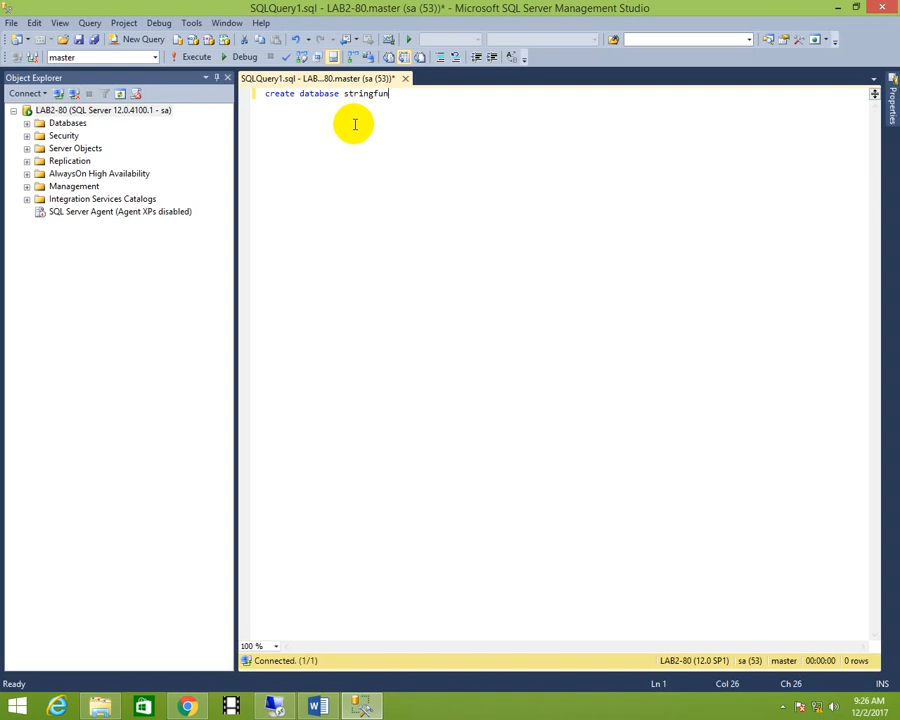 SQLQuery1.sql - LAB2-80.master (sa (53))* - Microsoft SQL Server Management Studio
File Edit View Query Project Debug Tools Window Help
New Query
master Execute Debug
Object Explorer
SQLQuery1.sql - LAB...80.master (sa (53))*
Connect
create database stringfun
LAB2-80 (SQL Server 12.0.4100.1 - sa)
Databases
Security
Server Objects
Replication
AlwaysOn High Availability
Management
Integration Services Catalogs
SQL Server Agent (Agent XPs disabled)
Properties
100 %
Connected. (1/1) LAB2-80 (12.0 SP1) sa (53) master 00:00:00 0 rows
Ready Ln 1 Col 26 Ch 26 INS
9:26 AM
12/2/2017